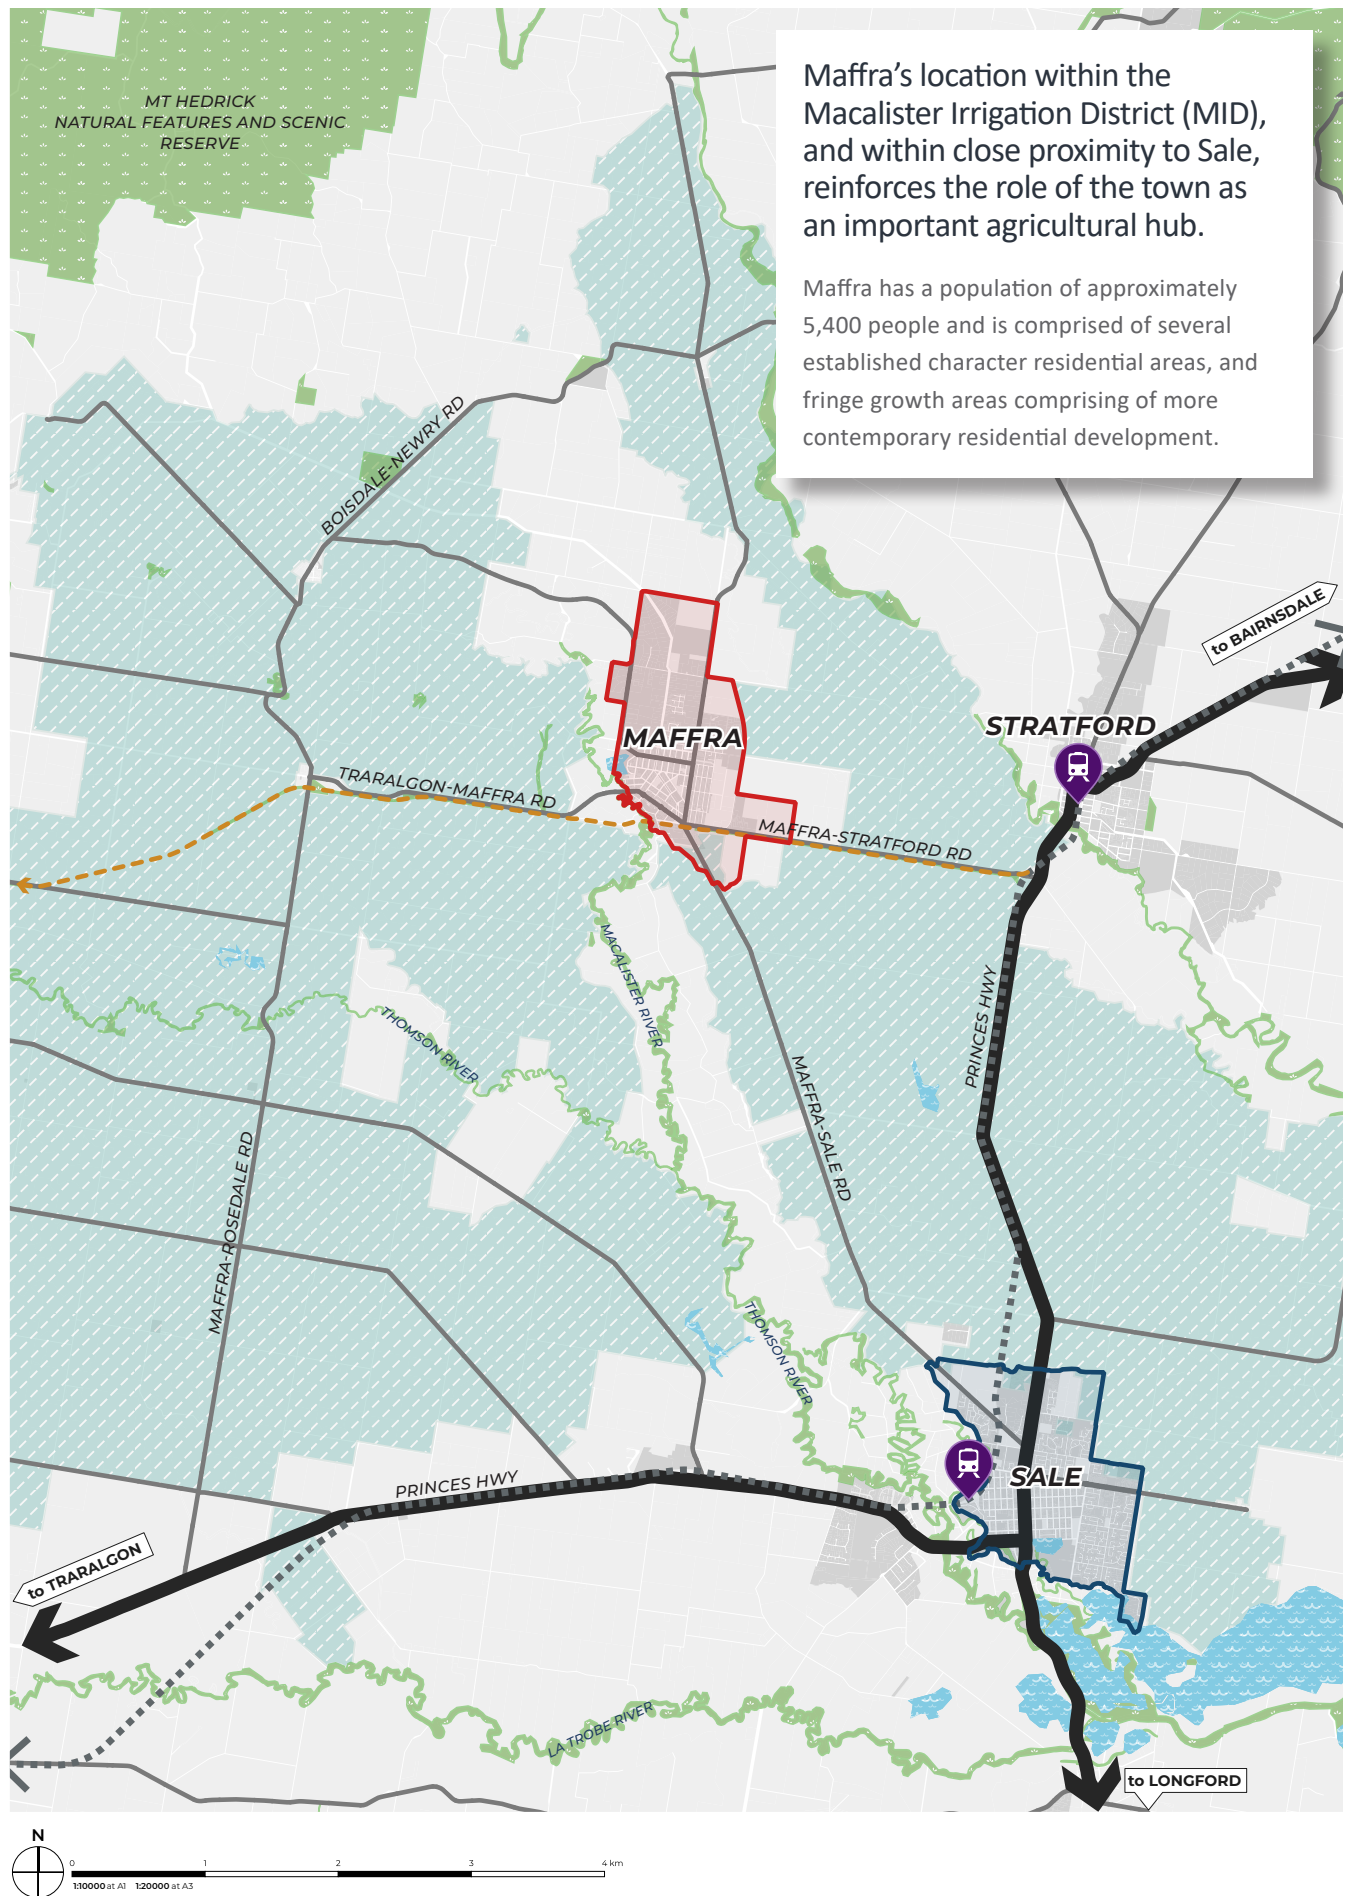 Maffra’s location within the
Macalister Irrigation District (MID),
and within close proximity to Sale,
reinforces the role of the town as
an important agricultural hub.
Maffra has a population of approximately
5,400 people and is comprised of several
established character residential areas, and
fringe growth areas comprising of more
contemporary residential development.
MT HEDRICK
NATURAL FEATURES AND SCENIC
RESERVE
BOISDALE-NEWRY RD
to BAIRNSDALE
STRATFORD
MAFFRA
TRARALGON-MAFFRA RD
MAFFRA-STRATFORD RD
MACALISTER RIVER
PRINCES HWY
THOMSON RIVER
MAFFRA-SALE RD
MAFFRA-ROSEDALE RD
THOMSON RIVER
SALE
PRINCES HWY
to TRARALGON
LA TROBE RIVER
to LONGFORD
N
0 1 2 3 4 km
1:10000 at A1 1:20000 at A3